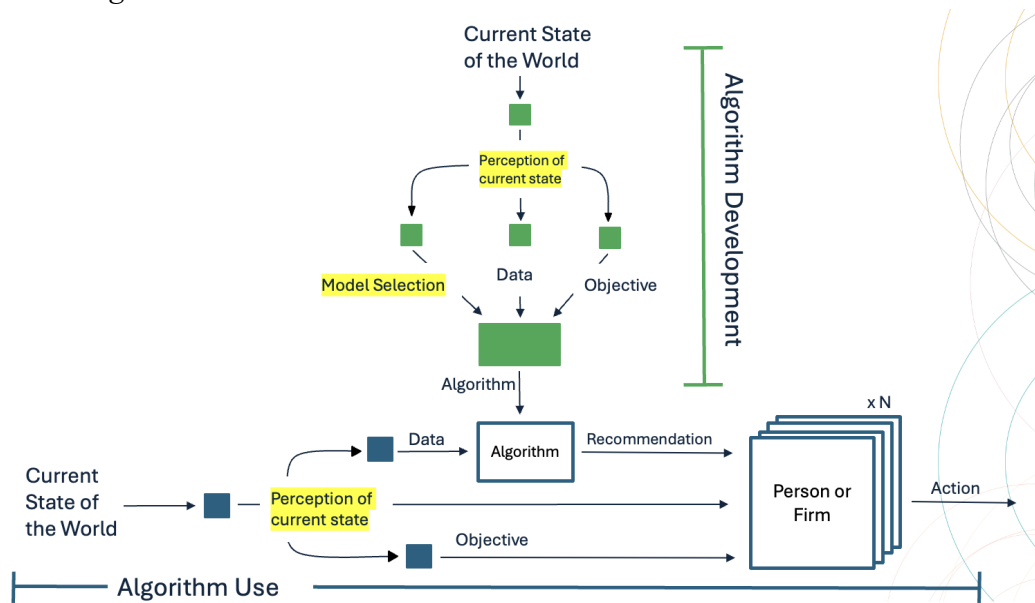 Current State
of the World
Algorithm Development
Perception of
current state
Model Selection
Data
Objective
Algorithm
x N
Data
Algorithm
Recommendation
Current
State of
the World
Perception of
current state
Person or
Firm
Action
Objective
Algorithm Use